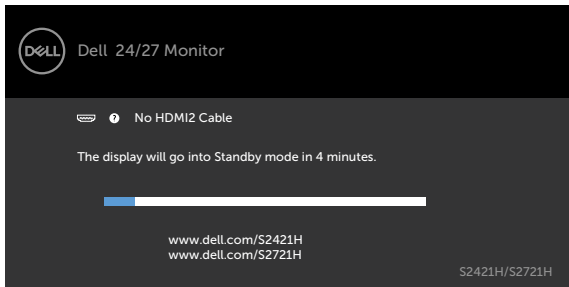 DELL
Dell 24/27 Monitor
? No HDMI2 Cable
The display will go into Standby mode in 4 minutes.
www.dell.com/S2421H
www.dell.com/S2721H
S2421H/S2721H